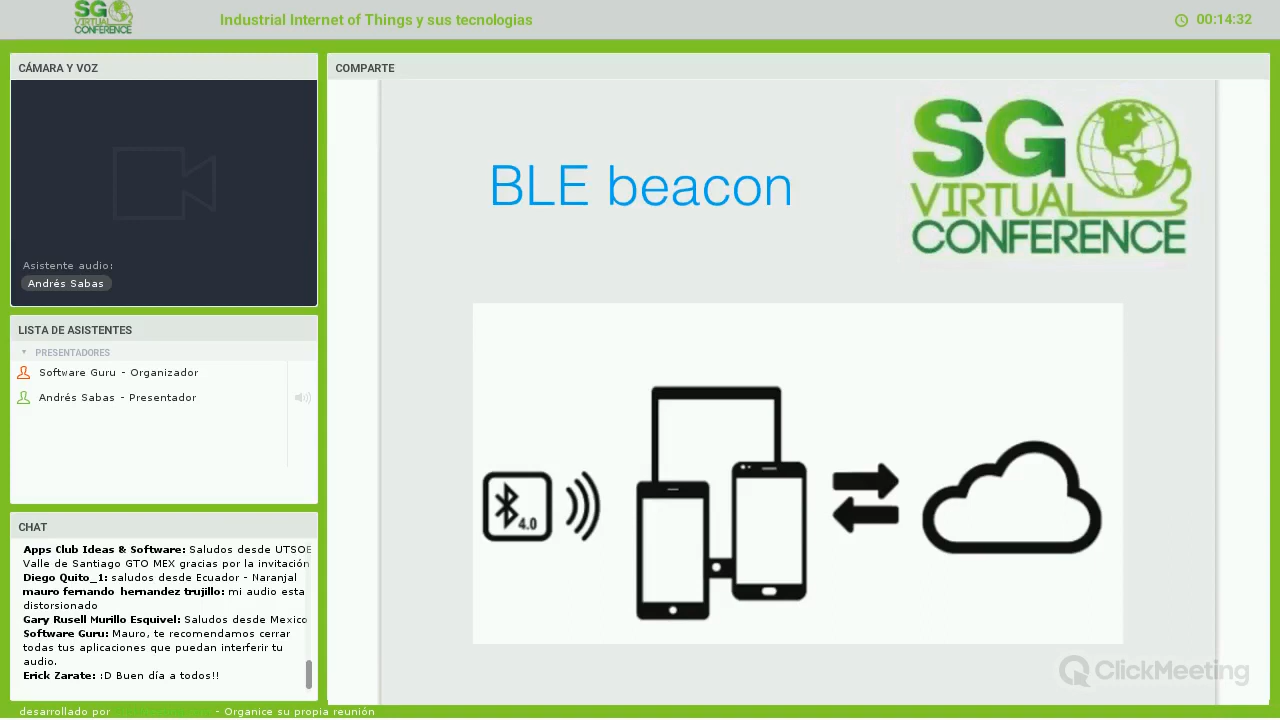 SG
VIRTUAL
CONFERENCE
Industrial Internet of Things y sus tecnologias
00:14:32
CÁMARA Y VOZ
Asistente audio:
Andrés Sabas
LISTA DE ASISTENTES
PRESENTADORES
Software Guru - Organizador
Andrés Sabas - Presentador
CHAT
Apps Club Ideas & Software: Saludos desde UTSOE
Valle de Santiago GTO MEX gracias por la invitación
Diego Quito_1: saludos desde Ecuador - Naranjal
mauro fernando hernandez trujillo: mi audio esta
distorsionado
Gary Rusell Murillo Esquivel: Saludos desde Mexico
Software Guru: Mauro, te recomendamos cerrar
todas tus aplicaciones que puedan interferir tu
audio.
Erick Zarate: :D Buen día a todos!!
desarrollado por
- Organice su propia reunión
COMPARTE
BLE beacon
SG
VIRTUAL
CONFERENCE
4.0
ClickMeeting